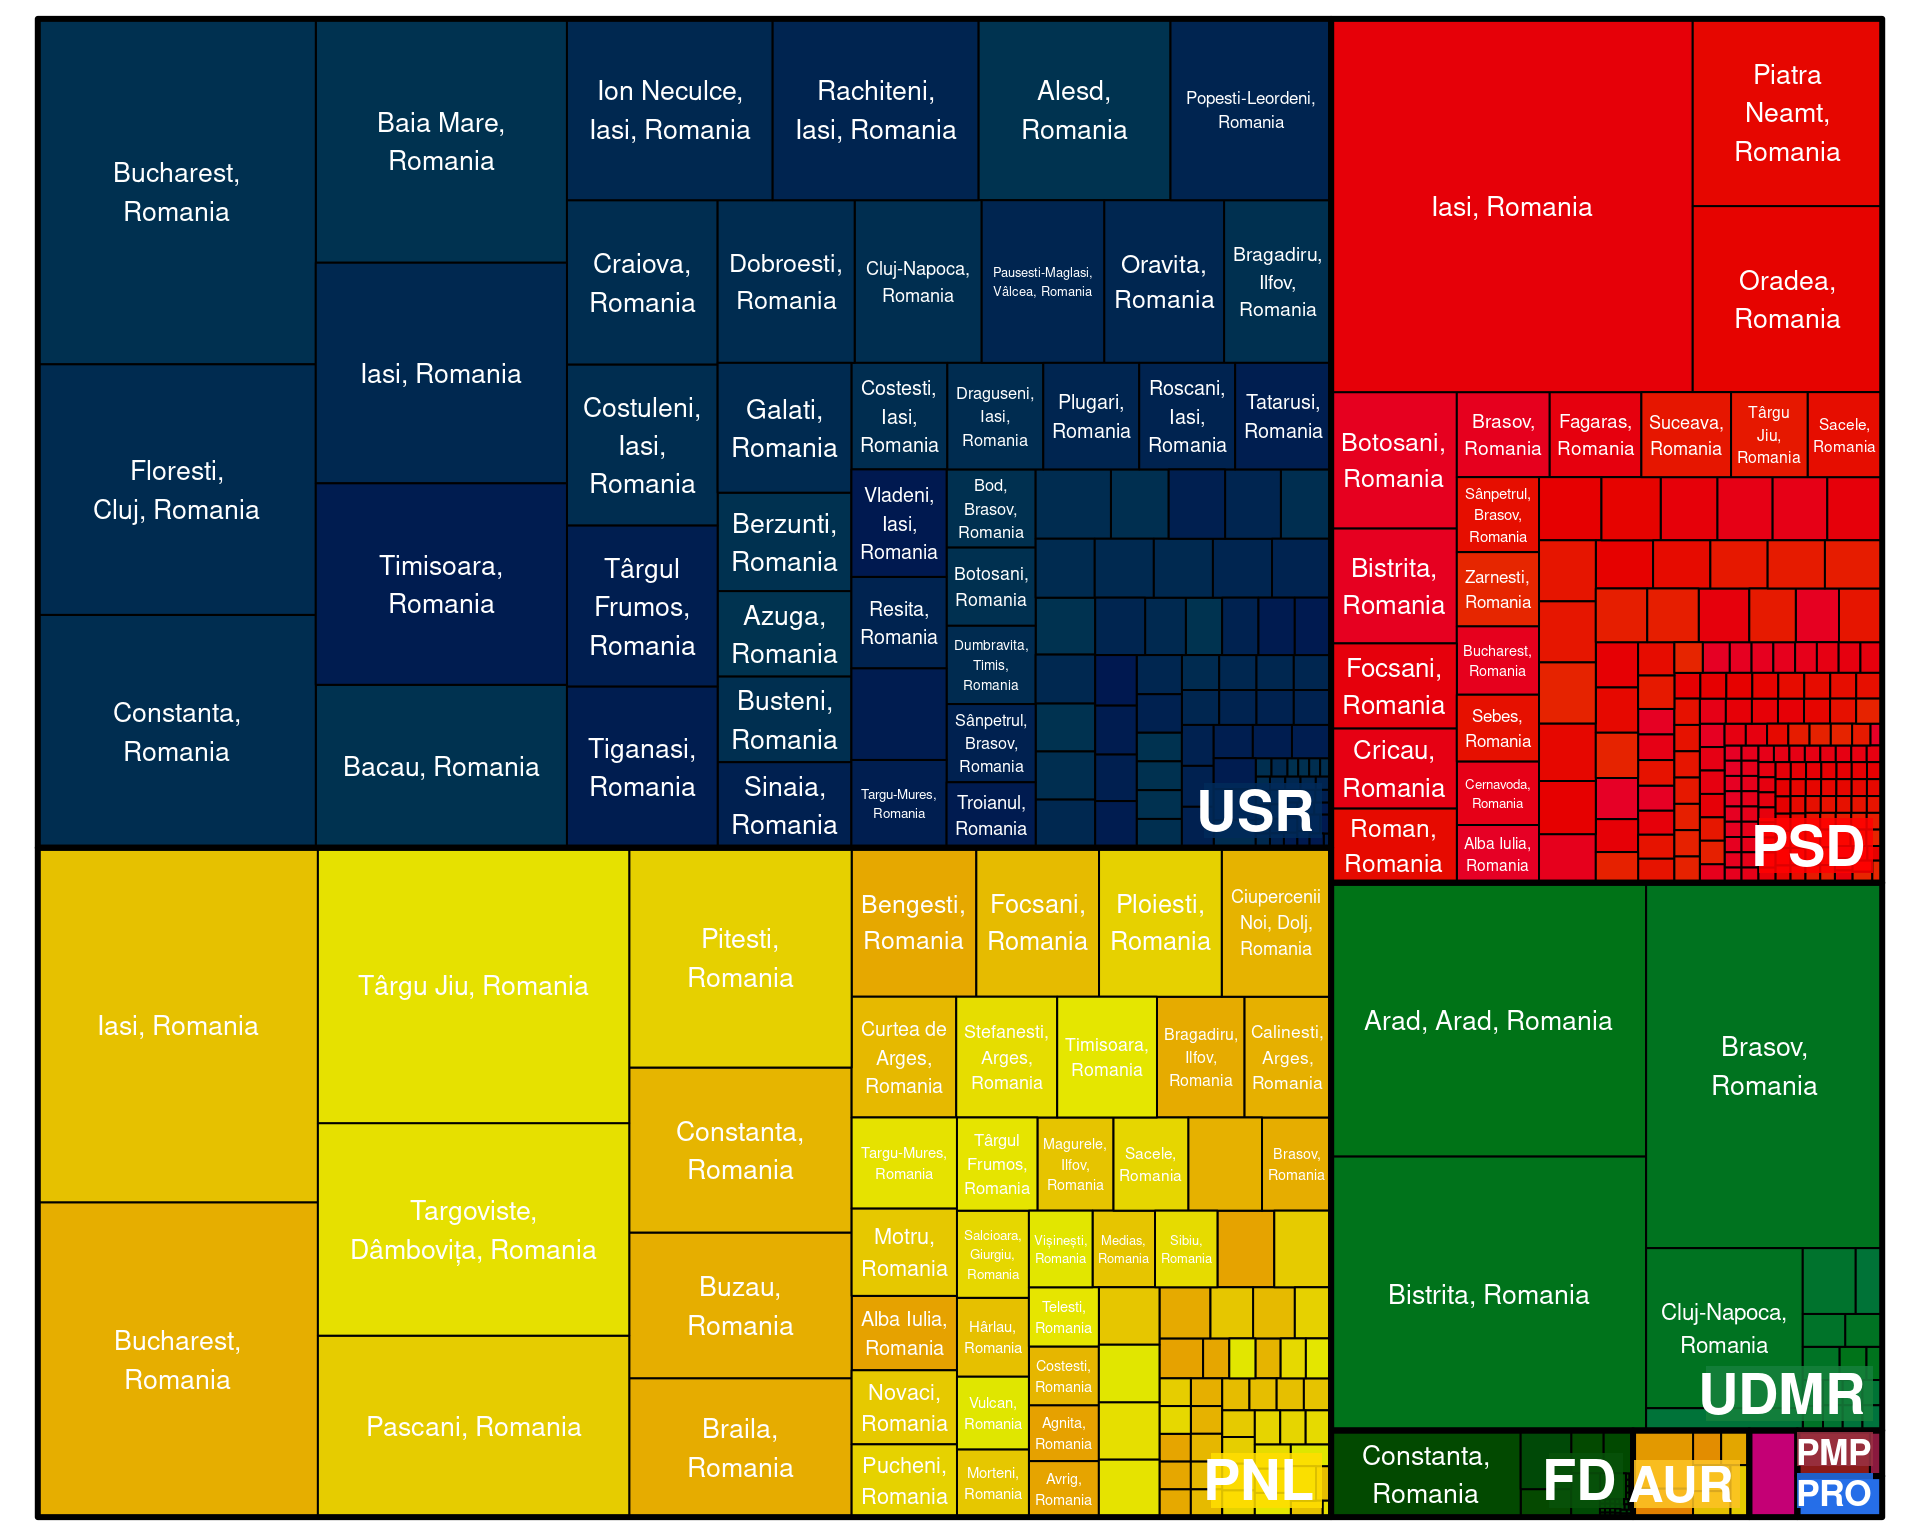 Bucharest,
Romania
Floresti,
Cluj, Romania
Constanta,
Romania
Baia Mare,
Romania
Iasi, Romania
Timisoara,
Romania
Bacau, Romania
Ion Neculce,
Iasi, Romania
Rachiteni,
Iasi, Romania
Alesd,
Romania
Popesti-Leordeni,
Romania
Craiova,
Romania
Dobroesti,
Romania
Cluj-Napoca,
Romania
Pausesti-Maglasi,
Vâlcea, Romania
Oravita,
Romania
Bragadiru,
Ilfov,
Romania
Costuleni,
Iasi,
Romania
Târgul
Frumos,
Romania
Tiganasi,
Romania
Galati,
Romania
Berzunti,
Romania
Azuga,
Romania
Busteni,
Romania
Sinaia,
Romania
Costesti,
Iasi,
Romania
Draguseni,
Iasi,
Romania
Plugari,
Romania
Roscani,
Iasi,
Romania
Tatarusi,
Romania
Vladeni,
Iasi,
Romania
Resita,
Romania
Targu-Mures,
Romania
Bod,
Brasov,
Romania
Botosani,
Romania
Dumbravita,
Timis,
Romania
Sânpetrul,
Brasov,
Romania
Troianul,
Romania
USR
Iasi, Romania
Piatra
Neamt,
Romania
Oradea,
Romania
Botosani,
Romania
Bistrita,
Romania
Focsani,
Romania
Cricau,
Romania
Roman,
Romania
Brasov,
Romania
Fagaras,
Romania
Suceava,
Romania
Târgu
Jiu,
Romania
Sacele,
Romania
Sânpetrul,
Brasov,
Romania
Zarnesti,
Romania
Bucharest,
Romania
Sebes,
Romania
Cernavoda,
Romania
Alba Iulia,
Romania
PSD
Iasi, Romania
Bucharest,
Romania
Târgu Jiu, Romania
Targoviste,
Dâmbovița, Romania
Pascani, Romania
Pitesti,
Romania
Constanta,
Romania
Buzau,
Romania
Braila,
Romania
Bengesti,
Romania
Focsani,
Romania
Ploiesti,
Romania
Ciupercenii
Noi, Dolj,
Romania
Curtea de
Arges,
Romania
Stefanesti,
Arges,
Romania
Timisoara,
Romania
Bragadiru,
Ilfov,
Romania
Calinesti,
Arges,
Romania
Targu-Mures,
Romania
Târgul
Frumos,
Romania
Magurele,
Ilfov,
Romania
Sacele,
Romania
Brasov,
Romania
Motru,
Romania
Alba Iulia,
Romania
Novaci,
Romania
Pucheni,
Romania
Salcioara,
Giurgiu,
Romania
Vișinești,
Romania
Medias,
Romania
Sibiu,
Romania
Hârlau,
Romania
Vulcan,
Romania
Morteni,
Romania
Telesti,
Romania
Costesti,
Romania
Agnita,
Romania
Avrig,
Romania
PNL
Arad, Arad, Romania
Bistrita, Romania
Brasov,
Romania
Cluj-Napoca,
Romania
UDMR
Constanta,
Romania
FD
AUR
PMP
PRO